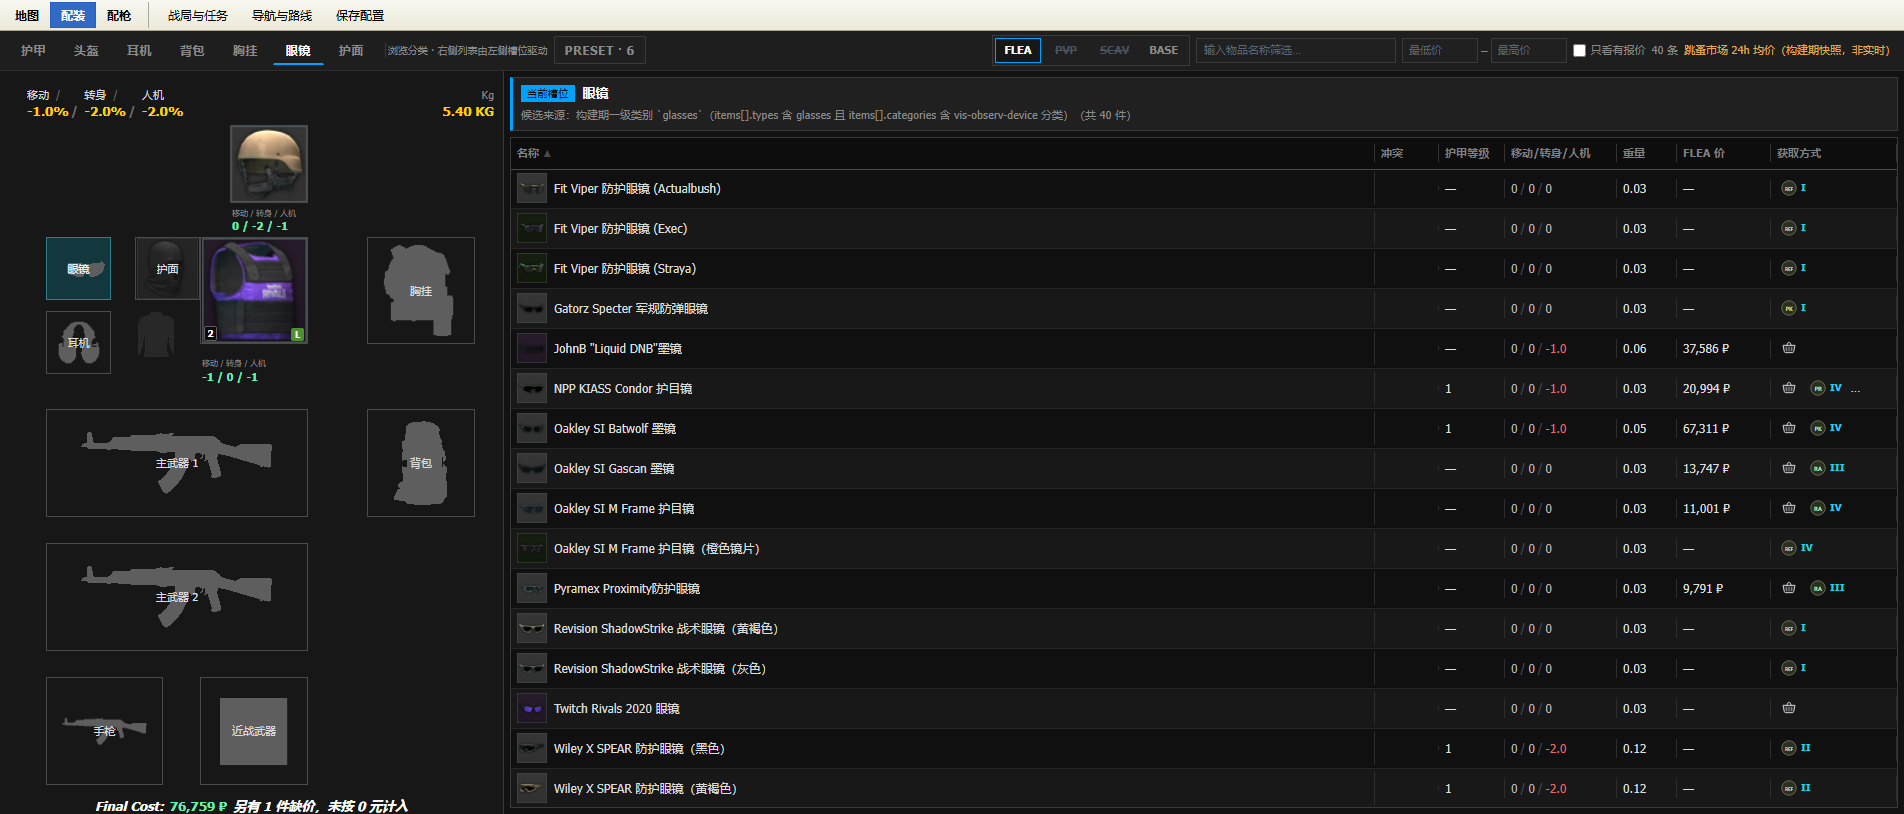 地图 配装 配枪 战局与任务 导航与路线 保存配置
护甲 头盔 耳机 背包 胸挂 眼镜 护面 浏览分类 · 右侧列表由左侧槽位驱动 PRESET · 6 FLEA PVP SCAV BASE 输入物品名称筛选... 最低价 — 最高价 只看有报价 40 条 跳蚤市场 24h 均价（构建期快照，非实时）
移动 / 转身 / 人机 Kg
-1.0% / -2.0% / -2.0% 5.40 KG
移动 / 转身 / 人机
0 / -2 / -1
眼镜 护面 胸挂
耳机 2 L
移动 / 转身 / 人机
-1 / 0 / -1
主武器 1 背包
主武器 2
手枪 近战武器
Final Cost: 76,759 ₽ 另有 1 件缺价，未按 0 元计入
当前槽位 眼镜
候选来源：构建期一级类别 `glasses`（items[].types 含 glasses 且 items[].categories 含 vis-observ-device 分类）（共 40 件）
名称 ▲ 冲突 护甲等级 移动/转身/人机 重量 FLEA 价 获取方式
Fit Viper 防护眼镜 (Actualbush) — 0 / 0 / 0 0.03 — REF I
Fit Viper 防护眼镜 (Exec) — 0 / 0 / 0 0.03 — REF I
Fit Viper 防护眼镜 (Straya) — 0 / 0 / 0 0.03 — REF I
Gatorz Specter 军规防弹眼镜 — 0 / 0 / 0 0.03 — PK I
JohnB "Liquid DNB"墨镜 — 0 / 0 / -1.0 0.06 37,586 ₽
NPP KIASS Condor 护目镜 1 0 / 0 / -1.0 0.03 20,994 ₽ PR IV ...
Oakley SI Batwolf 墨镜 1 0 / 0 / -1.0 0.05 67,311 ₽ PK IV
Oakley SI Gascan 墨镜 — 0 / 0 / 0 0.03 13,747 ₽ RA III
Oakley SI M Frame 护目镜 — 0 / 0 / 0 0.03 11,001 ₽ RA IV
Oakley SI M Frame 护目镜（橙色镜片） — 0 / 0 / 0 0.03 — REF IV
Pyramex Proximity防护眼镜 — 0 / 0 / 0 0.03 9,791 ₽ RA III
Revision ShadowStrike 战术眼镜（黄褐色） — 0 / 0 / 0 0.03 — REF I
Revision ShadowStrike 战术眼镜（灰色） — 0 / 0 / 0 0.03 — REF I
Twitch Rivals 2020 眼镜 — 0 / 0 / 0 0.03 —
Wiley X SPEAR 防护眼镜（黑色） 1 0 / 0 / -2.0 0.12 — REF II
Wiley X SPEAR 防护眼镜（黄褐色） 1 0 / 0 / -2.0 0.12 — REF II